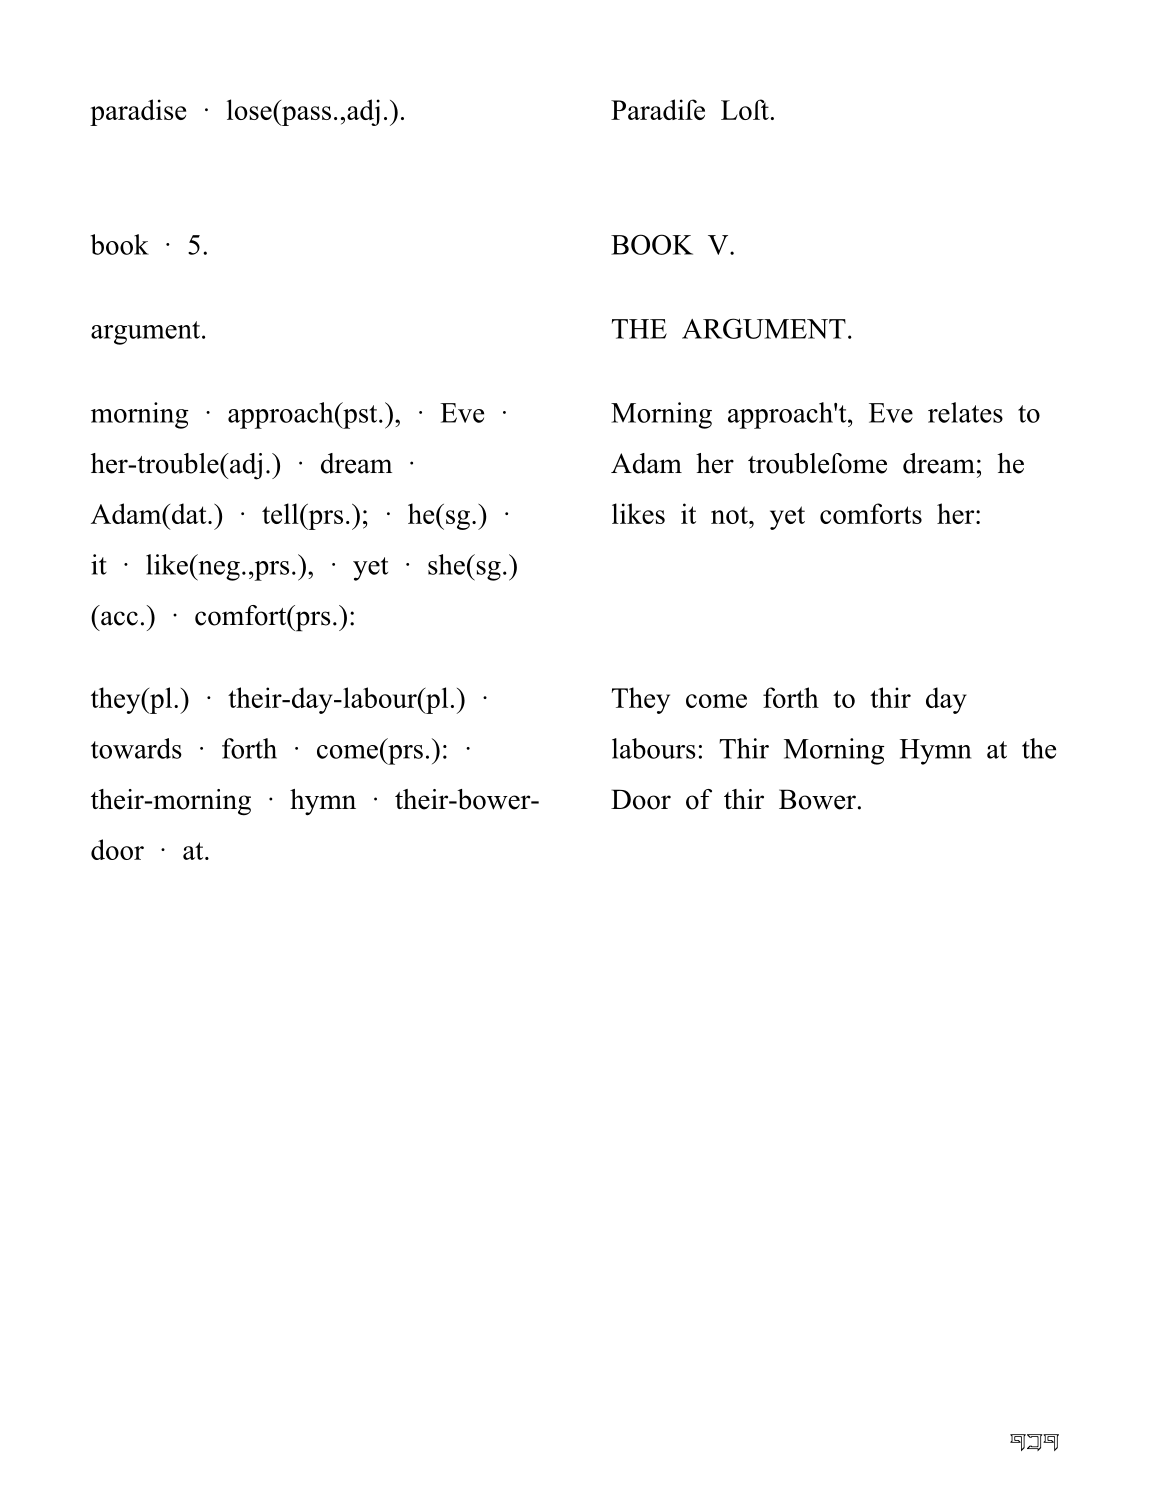 paradise · lose(pass.,adj.).
Paradiſe Loſt.
book · 5.
BOOK V.
argument.
THE ARGUMENT.
morning · approach(pst.), · Eve ·
her-trouble(adj.) · dream ·
Adam(dat.) · tell(prs.); · he(sg.) ·
it · like(neg.,prs.), · yet · she(sg.)
(acc.) · comfort(prs.):
Morning approach't, Eve relates to
Adam her troubleſome dream; he
likes it not, yet comforts her:
they(pl.) · their-day-labour(pl.) ·
towards · forth · come(prs.): ·
their-morning · hymn · their-bower-
door · at.
They come forth to thir day
labours: Thir Morning Hymn at the
Door of thir Bower.